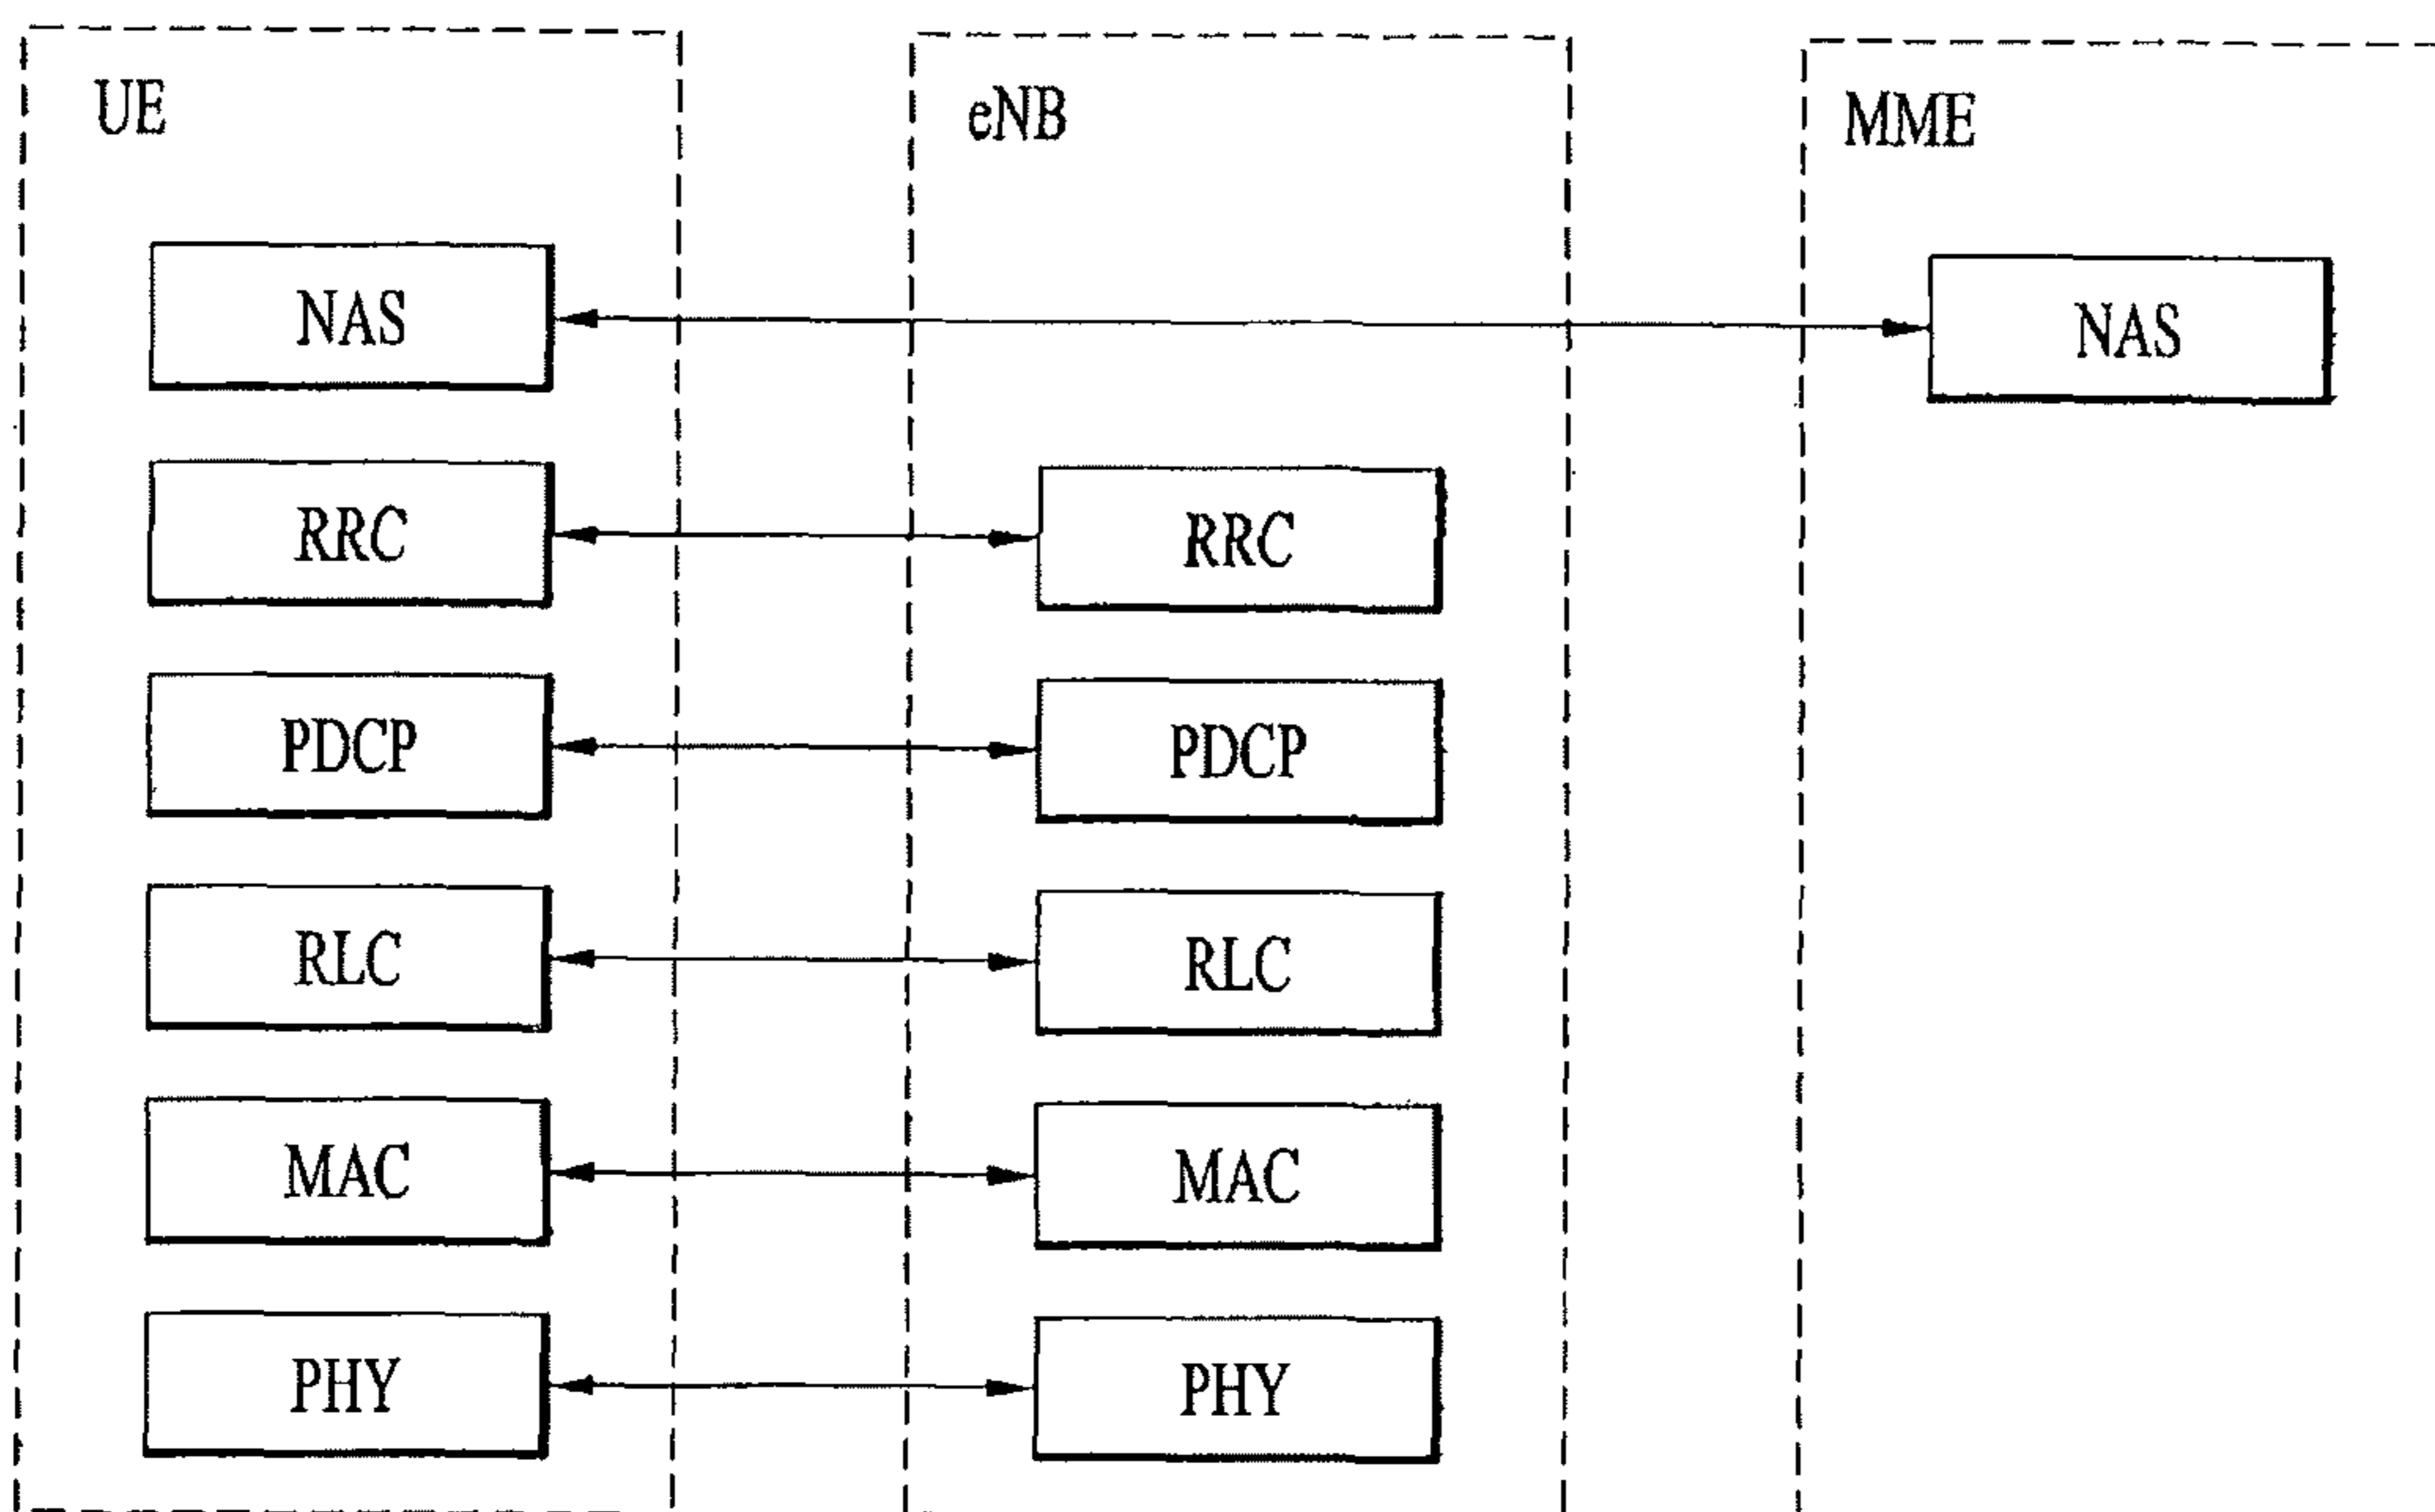 UE
eNB
MME
NAS
NAS
RRC
RRC
PDCP
PDCP
RLC
RLC
MAC
MAC
PHY
PHY